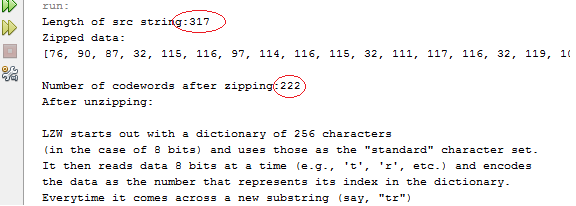 run:
Length of src string:317
Zipped data:
[76, 90, 87, 32, 115, 116, 97, 114, 116, 115, 32, 111, 117, 116, 32, 119, 10
Number of codewords after zipping:222
After unzipping:
LZW starts out with a dictionary of 256 characters
(in the case of 8 bits) and uses those as the "standard" character set.
It then reads data 8 bits at a time (e.g., 't', 'r', etc.) and encodes
the data as the number that represents its index in the dictionary.
Everytime it comes across a new substring (say, "tr")